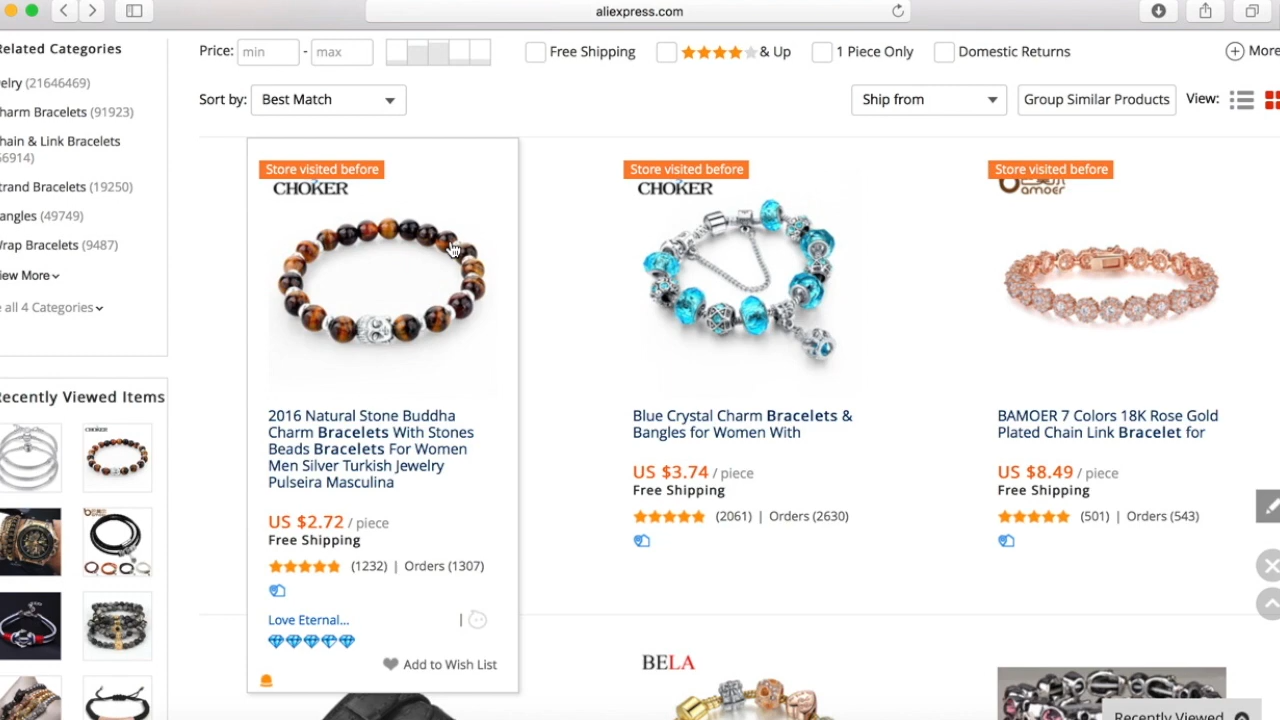 aliexpress.com
Related Categories
elry (21646469)
harm Bracelets (91923)
hain & Link Bracelets
6914)
trand Bracelets (19250)
angles (49749)
Wrap Bracelets (9487)
iew More
all 4 Categories
Recently Viewed Items
CHOKER
Price: min - max
Free Shipping
& Up
1 Piece Only
Domestic Returns
More
Sort by: Best Match
Ship from
Group Similar Products
View:
Store visited before
CHOKER
2016 Natural Stone Buddha
Charm Bracelets With Stones
Beads Bracelets For Women
Men Silver Turkish Jewelry
Pulseira Masculina
US $2.72 / piece
Free Shipping
(1232) | Orders (1307)
Love Eternal...
Add to Wish List
Store visited before
CHOKER
Blue Crystal Charm Bracelets &
Bangles for Women With
US $3.74 / piece
Free Shipping
(2061) | Orders (2630)
Store visited before
amoer
BAMOER 7 Colors 18K Rose Gold
Plated Chain Link Bracelet for
US $8.49 / piece
Free Shipping
(501) | Orders (543)
BELA
Recently Viewed